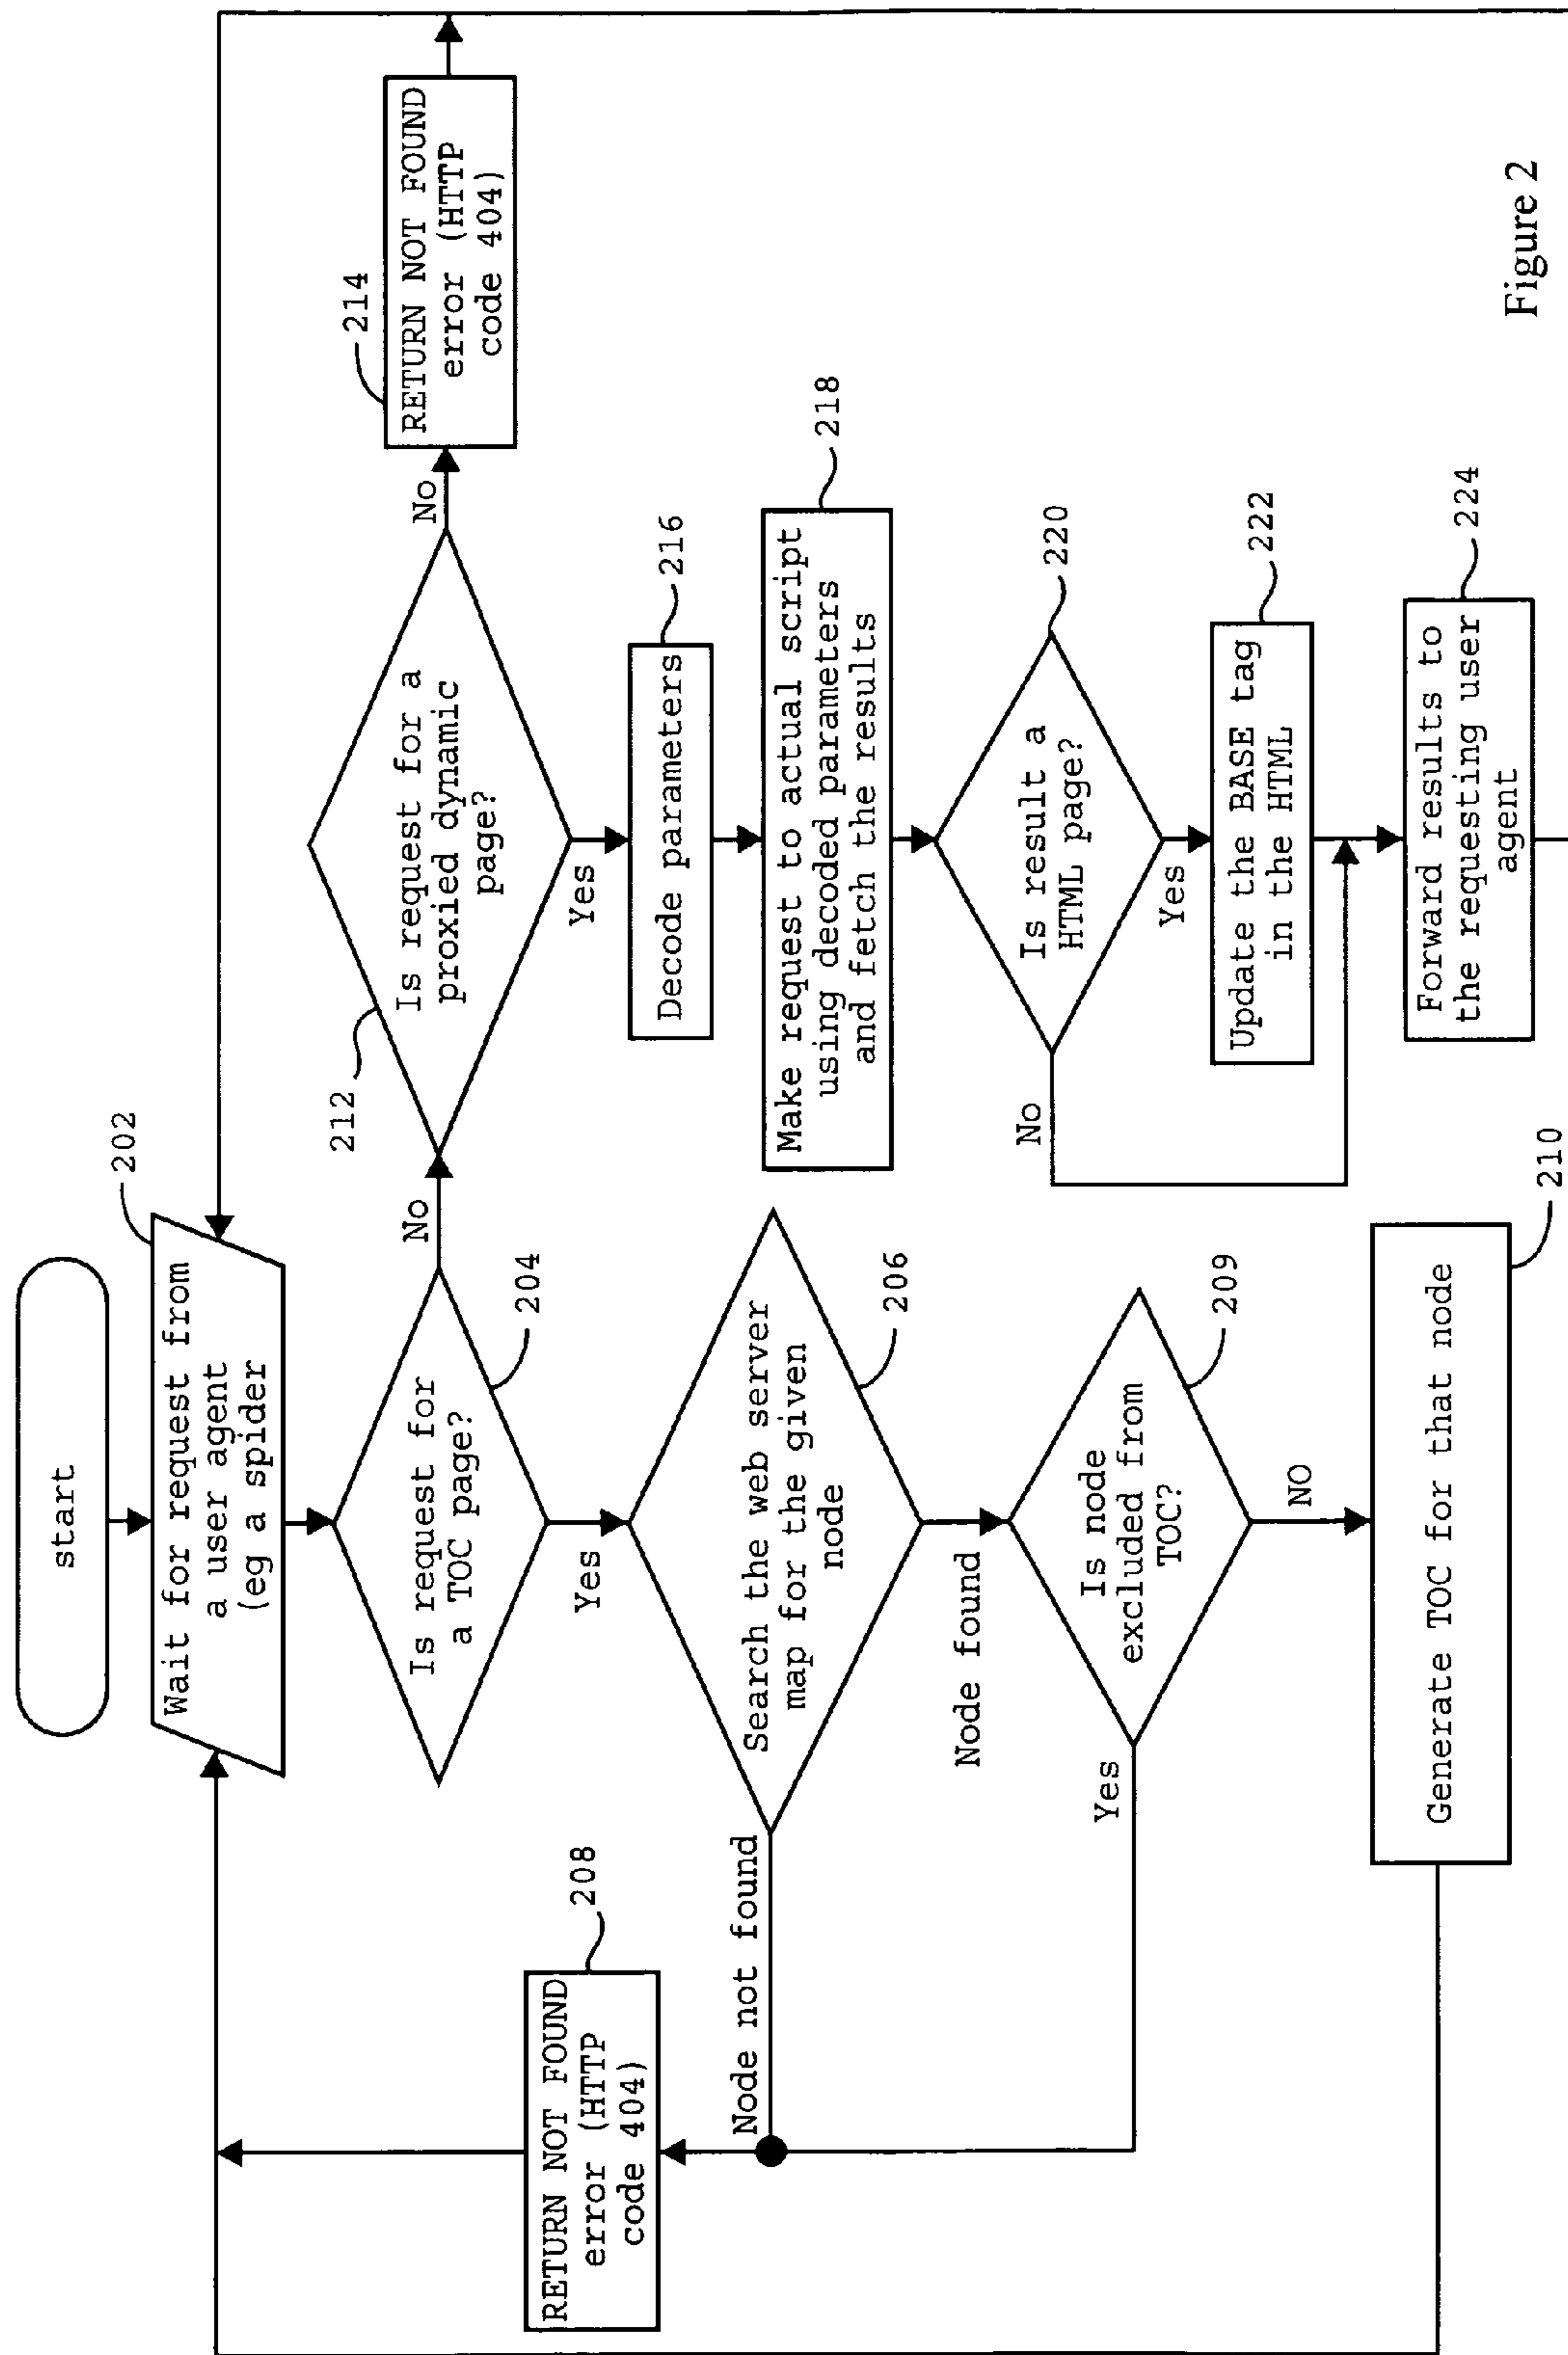 start
202
Wait for request from
a user agent
(eg a spider
204
Is request for
a TOC page?
No
Yes
206
Search the web server
map for the given
node
Node not found
Node found
208
RETURN NOT FOUND
error (HTTP
code 404)
209
Is node
excluded from
TOC?
Yes
NO
210
Generate TOC for that node
212
Is request for a
proxied dynamic
page?
No
Yes
214
RETURN NOT FOUND
error (HTTP
code 404)
216
Decode parameters
218
Make request to actual script
using decoded parameters
and fetch the results
220
Is result a
HTML page?
No
Yes
222
Update the BASE tag
in the HTML
224
Forward results to
the requesting user
agent
Figure 2